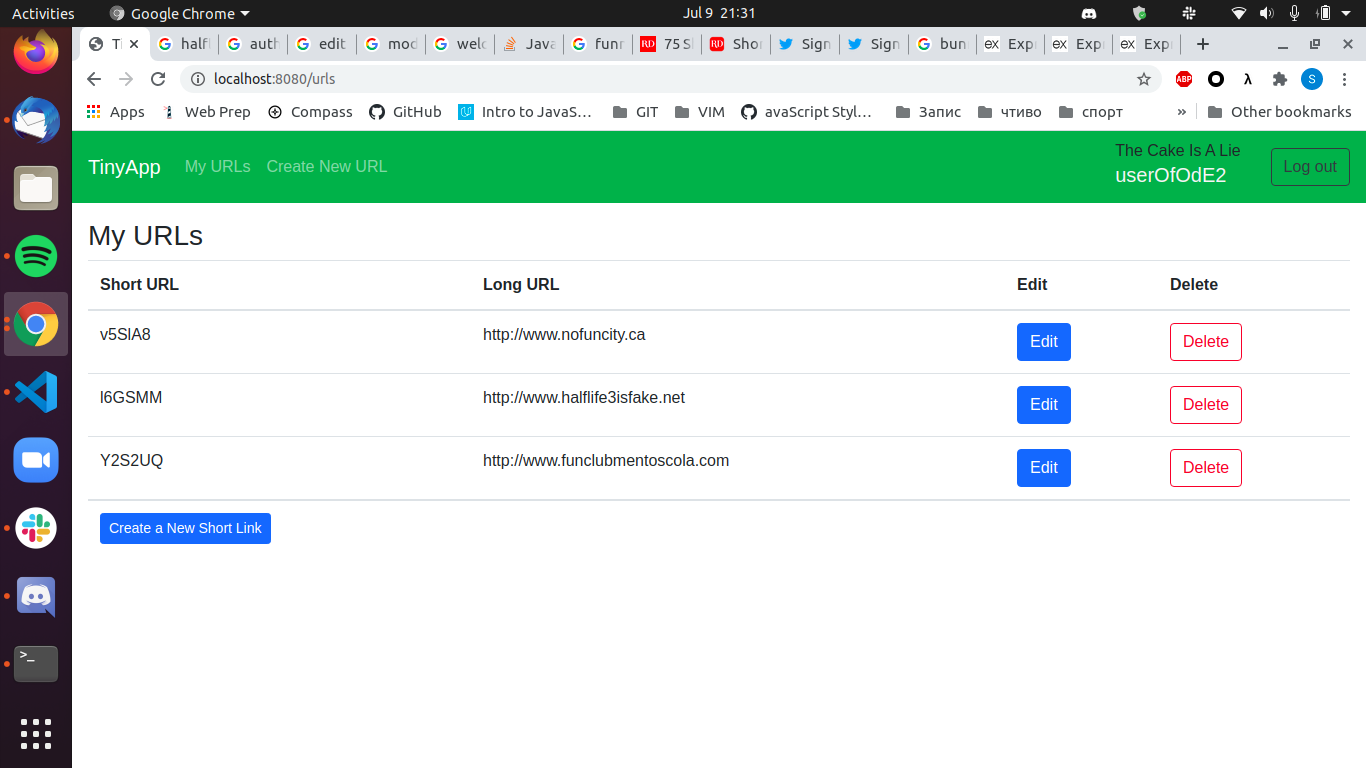 Activities Google Chrome Jul 9 21:31
Th half auth edit mod welc Java funr 75 S Shor Sign Sign bun Expr Expr Expr
localhost:8080/urls ABP λ S
Apps Web Prep Compass GitHub Intro to JavaS... GIT VIM avaScript Styl... Запис чтиво спорт » Other bookmarks
TinyApp My URLs Create New URL
The Cake Is A Lie
userOfOdE2
Log out
My URLs
Short URL Long URL Edit Delete
v5SlA8 http://www.nofuncity.ca Edit Delete
l6GSMM http://www.halflife3isfake.net Edit Delete
Y2S2UQ http://www.funclubmentoscola.com Edit Delete
Create a New Short Link